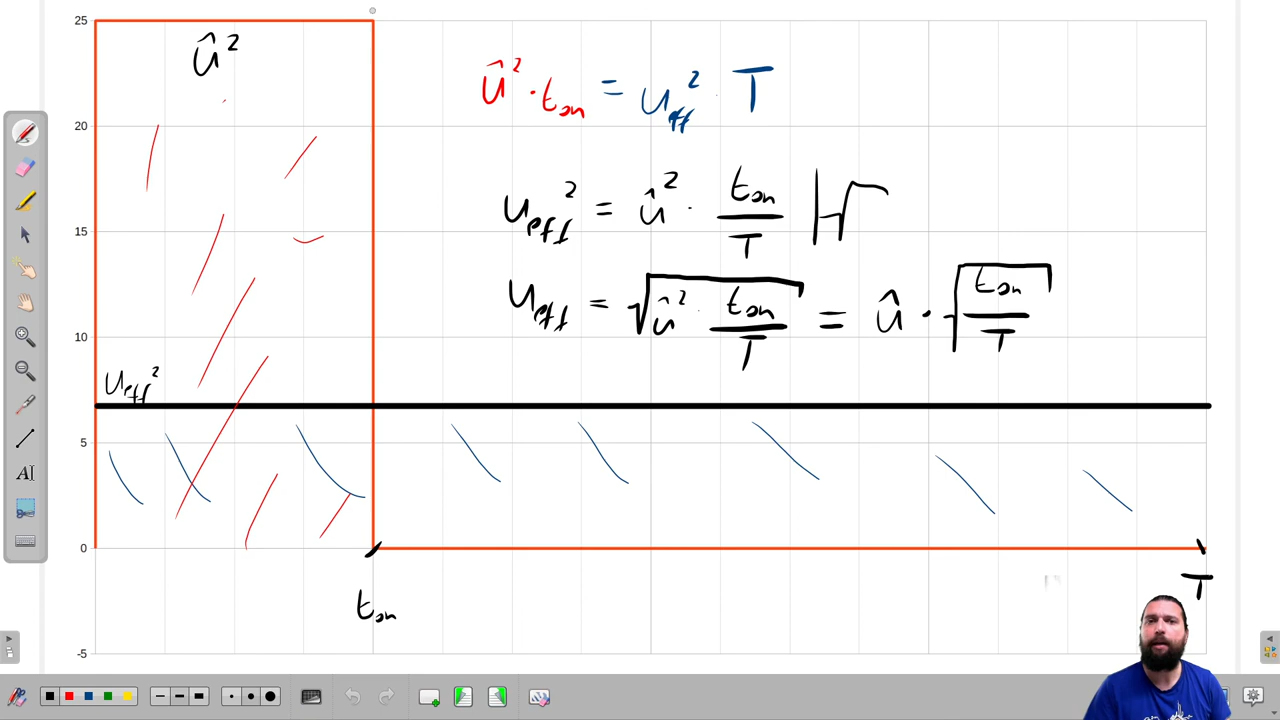 25
û²
û² · t_on = u_eff² · T
20
u_eff² = û² · t_on / T |√
15
u_eff = √(û² · t_on / T) = û · √(t_on / T)
10
u_eff²
5
0
t_on
T
-5
A